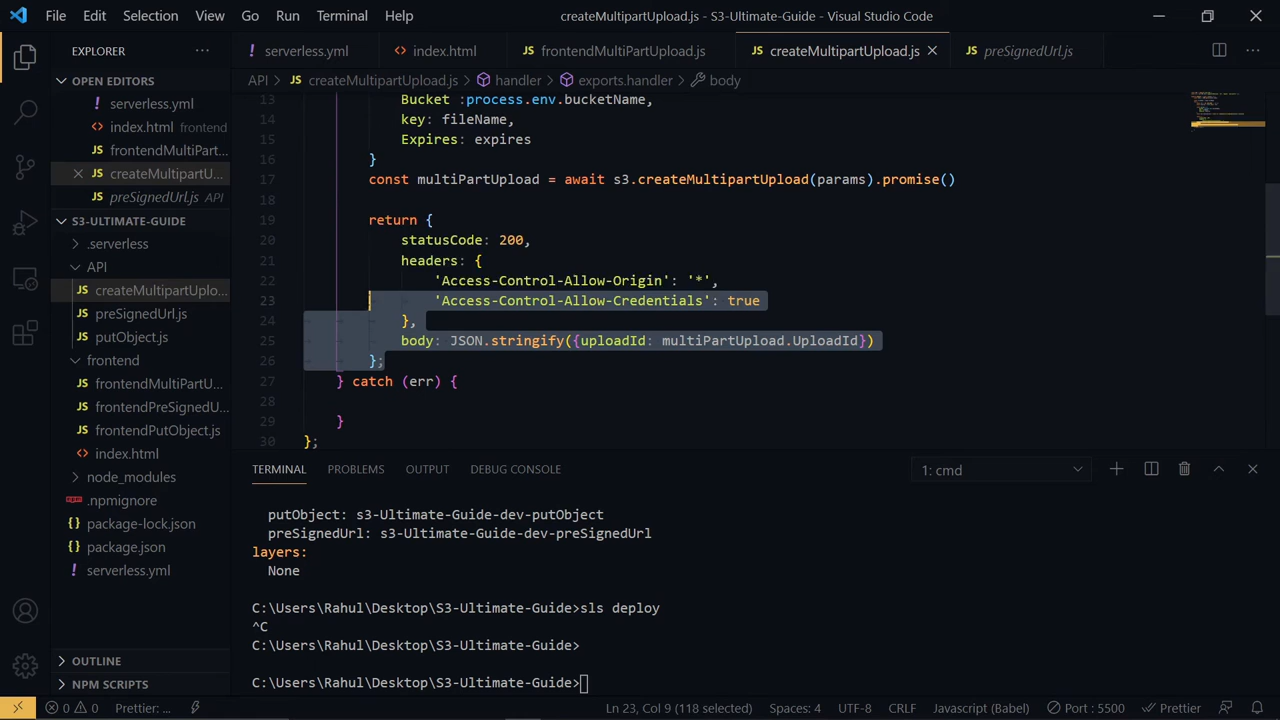 File Edit Selection View Go Run Terminal Help createMultipartUpload.js - S3-Ultimate-Guide - Visual Studio Code
EXPLORER
serverless.yml index.html frontendMultiPartUpload.js createMultipartUpload.js preSignedUrl.js
API createMultipartUpload.js handler exports.handler body
OPEN EDITORS
serverless.yml
index.html frontend
frontendMultiPart...
createMultipartU...
preSignedUrl.js API
S3-ULTIMATE-GUIDE
.serverless
API
createMultipartUplo...
preSignedUrl.js
putObject.js
frontend
frontendMultiPartU...
frontendPreSignedU...
frontendPutObject.js
index.html
node_modules
.npmignore
package-lock.json
package.json
serverless.yml
OUTLINE
NPM SCRIPTS
13 Bucket :process.env.bucketName,
14 key: fileName,
15 Expires: expires
16 }
17 const multiPartUpload = await s3.createMultipartUpload(params).promise()
18
19 return {
20 statusCode: 200,
21 headers: {
22 'Access-Control-Allow-Origin': '*',
23 'Access-Control-Allow-Credentials': true
24 },
25 body: JSON.stringify({uploadId: multiPartUpload.UploadId})
26 };
27 } catch (err) {
28
29 }
30 };
TERMINAL PROBLEMS OUTPUT DEBUG CONSOLE 1: cmd
putObject: s3-Ultimate-Guide-dev-putObject
preSignedUrl: s3-Ultimate-Guide-dev-preSignedUrl
layers:
None
C:\Users\Rahul\Desktop\S3-Ultimate-Guide>sls deploy
^C
C:\Users\Rahul\Desktop\S3-Ultimate-Guide>
C:\Users\Rahul\Desktop\S3-Ultimate-Guide>
0 0 Prettier: ... Ln 23, Col 9 (118 selected) Spaces: 4 UTF-8 CRLF Javascript (Babel) Port : 5500 Prettier